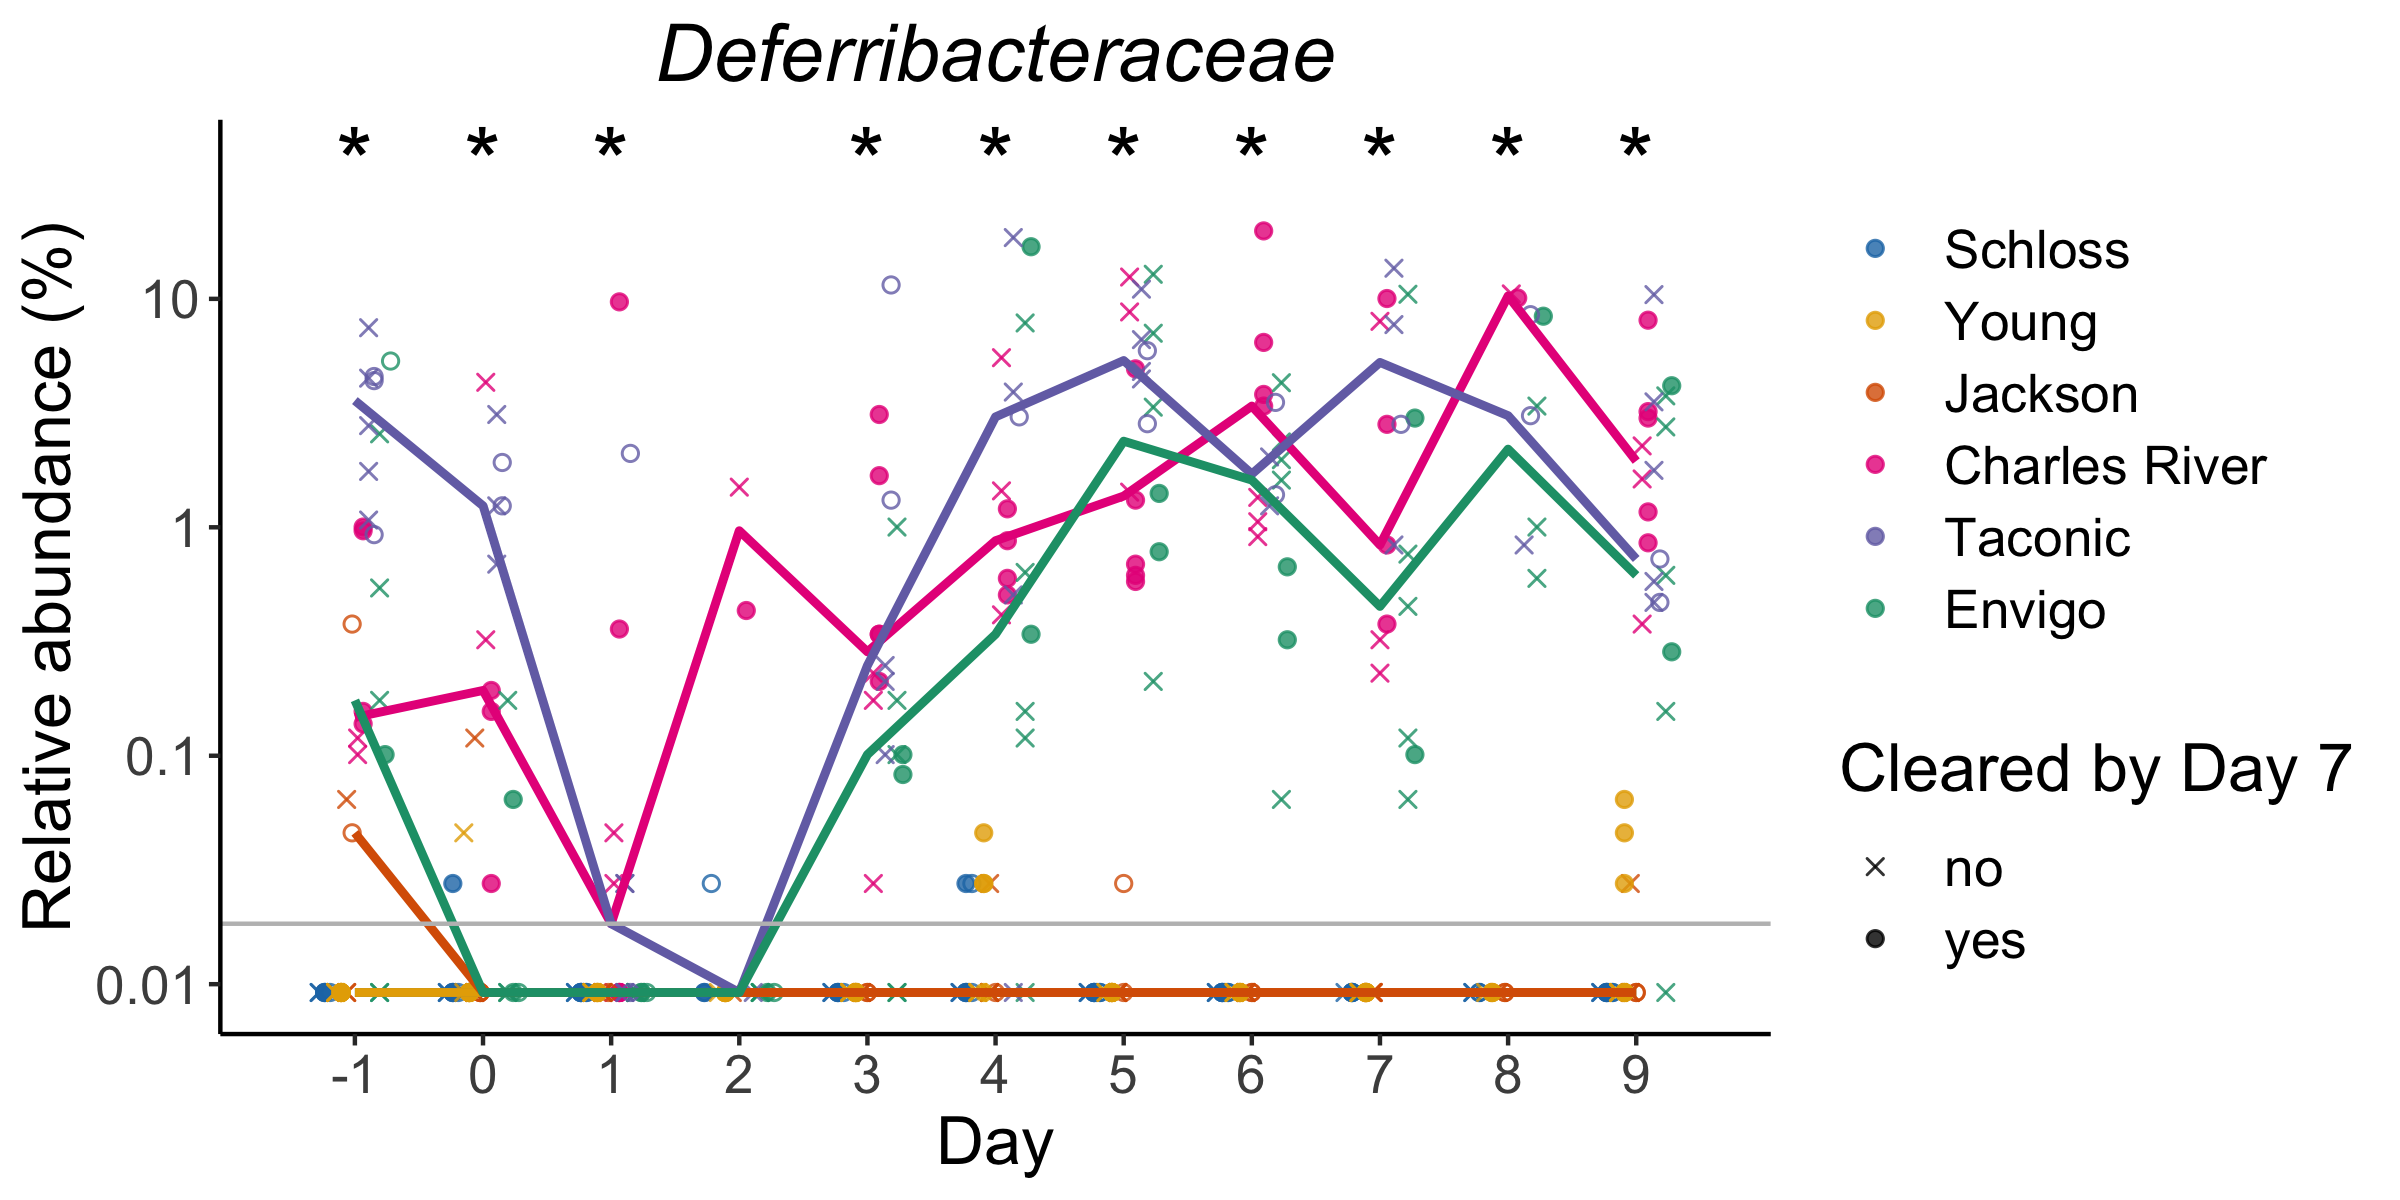 Deferribacteraceae
* * * * * * * * * *
Relative abundance (%)
10
1
0.1
0.01
-1 0 1 2 3 4 5 6 7 8 9
Day
Schloss
Young
Jackson
Charles River
Taconic
Envigo
Cleared by Day 7
no
yes